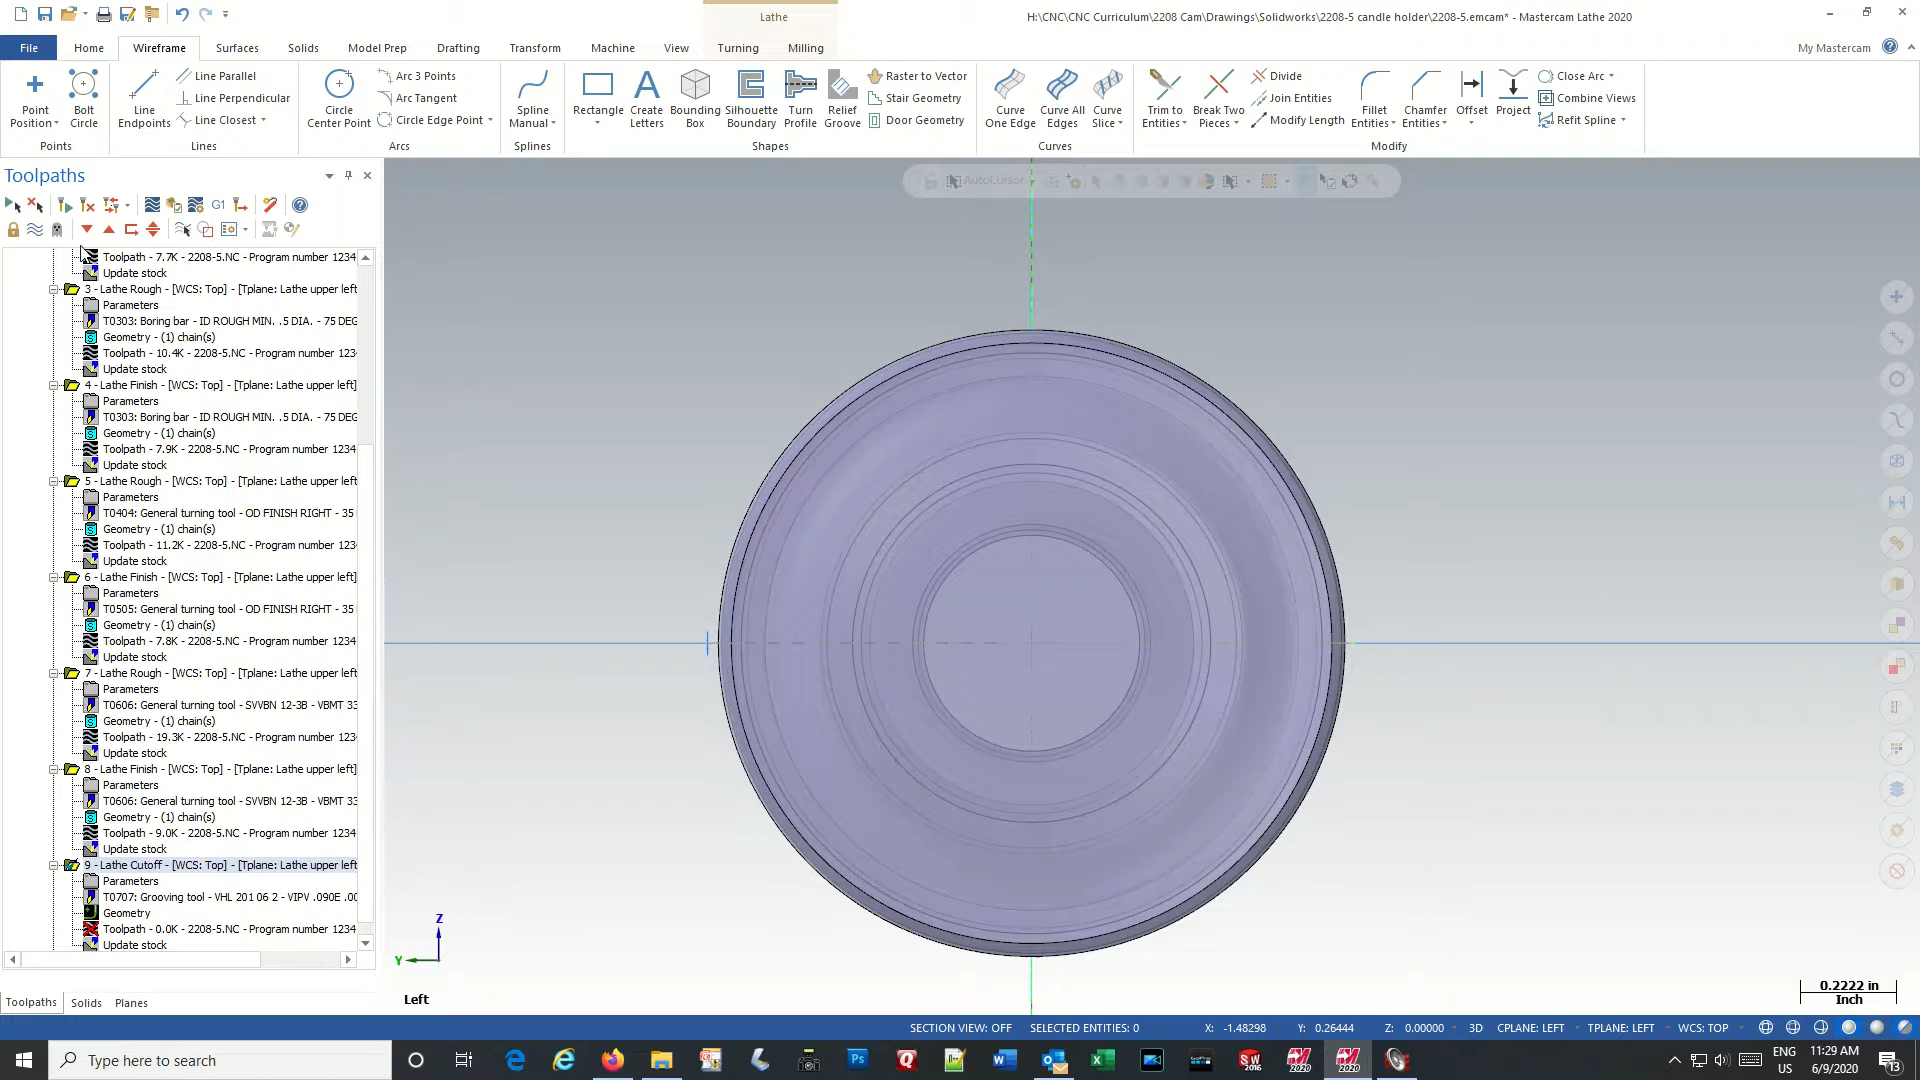 Lathe
H:\CNC\CNC Curriculum\2208 Cam\Drawings\Solidworks\2208-5 candle holder\2208-5.emcam* - Mastercam Lathe 2020
File Home Wireframe Surfaces Solids Model Prep Drafting Transform Machine View Turning Milling My Mastercam
Point Position
Bolt Circle
Points
Line Endpoints
Line Parallel
Line Perpendicular
Line Closest
Lines
Circle Center Point
Arc 3 Points
Arc Tangent
Circle Edge Point
Arcs
Spline Manual
Splines
Rectangle
Create Letters
Bounding Box
Silhouette Boundary
Turn Profile
Relief Groove
Raster to Vector
Stair Geometry
Door Geometry
Shapes
Curve One Edge
Curve All Edges
Curve Slice
Curves
Trim to Entities
Break Two Pieces
Divide
Join Entities
Modify Length
Fillet Entities
Chamfer Entities
Offset
Project
Close Arc
Combine Views
Refit Spline
Modify
Toolpaths
G1
AutoCursor
Toolpath - 7.7K - 2208-5.NC - Program number 1234
Update stock
3 - Lathe Rough - [WCS: Top] - [Tplane: Lathe upper left
Parameters
T0303: Boring bar - ID ROUGH MIN. .5 DIA. - 75 DEG
Geometry - (1) chain(s)
Toolpath - 10.4K - 2208-5.NC - Program number 123
Update stock
4 - Lathe Finish - [WCS: Top] - [Tplane: Lathe upper left]
Parameters
T0303: Boring bar - ID ROUGH MIN. .5 DIA. - 75 DEG
Geometry - (1) chain(s)
Toolpath - 7.9K - 2208-5.NC - Program number 1234
Update stock
5 - Lathe Rough - [WCS: Top] - [Tplane: Lathe upper left
Parameters
T0404: General turning tool - OD FINISH RIGHT - 35
Geometry - (1) chain(s)
Toolpath - 11.2K - 2208-5.NC - Program number 123
Update stock
6 - Lathe Finish - [WCS: Top] - [Tplane: Lathe upper left]
Parameters
T0505: General turning tool - OD FINISH RIGHT - 35
Geometry - (1) chain(s)
Toolpath - 7.8K - 2208-5.NC - Program number 1234
Update stock
7 - Lathe Rough - [WCS: Top] - [Tplane: Lathe upper left
Parameters
T0606: General turning tool - SVVBN 12-3B - VBMT 33
Geometry - (1) chain(s)
Toolpath - 19.3K - 2208-5.NC - Program number 123
Update stock
8 - Lathe Finish - [WCS: Top] - [Tplane: Lathe upper left]
Parameters
T0606: General turning tool - SVVBN 12-3B - VBMT 33
Geometry - (1) chain(s)
Toolpath - 9.0K - 2208-5.NC - Program number 1234
Update stock
9 - Lathe Cutoff - [WCS: Top] - [Tplane: Lathe upper left
Parameters
T0707: Grooving tool - VHL 201 06 2 - VIPV .090E .00
Geometry
Toolpath - 0.0K - 2208-5.NC - Program number 1234
Update stock
Z
Y
Left
0.2222 in
Inch
Toolpaths Solids Planes
SECTION VIEW: OFF SELECTED ENTITIES: 0 X: -1.48298 Y: 0.26444 Z: 0.00000 3D CPLANE: LEFT TPLANE: LEFT WCS: TOP
Type here to search
ENG
US
11:29 AM
6/9/2020
13